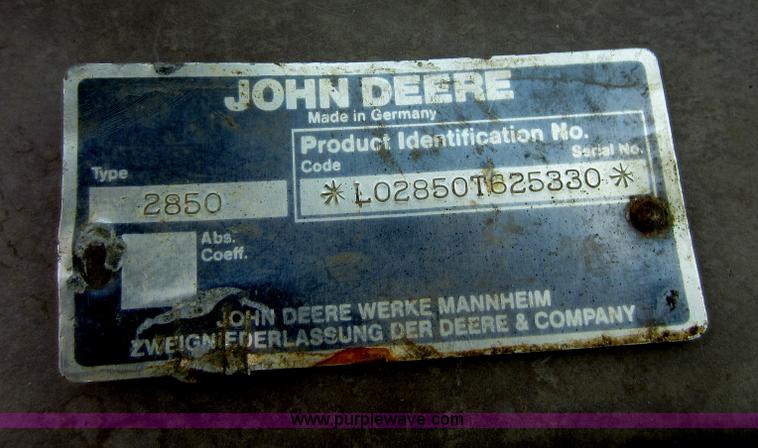 JOHN DEERE
Made in Germany
Product Identification No.
Code Serial No.
*L02850T625330*
Type
2850
Abs.
Coeff.
JOHN DEERE WERKE MANNHEIM
ZWEIGNIEDERLASSUNG DER DEERE & COMPANY
www.purplewave.com